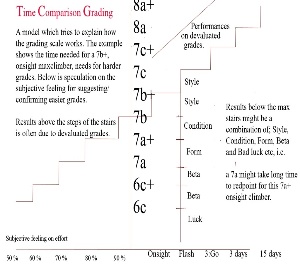 Time Comparison Grading
A model which tries to explain how
the grading scale works. The example
shows the time needed for a 7b+,
onsight maxclimber, needs for harder
grades. Below is speculation on the
subjective feeling for suggesting/
confirming easier grades.
Results above the steps of the stairs
is often due to devaluated grades.
8a+
8a
7c+
7c
7b+
7b
7a+
7a
6c+
6c
Performances
on devaluated
grades.
Style
Style
Condition
Form
Beta
Beta
Luck
Results below the max
stairs might be a
combination of; Style,
Condition, Form, Beta
and Bad luck etc, i.e.
a 7a might take long time
to redpoint for this 7a+
onsight climber.
Subjective feeling on effort
50% 60% 70% 80% 90%
Onsight Flush 3:Go 3 days 15 days